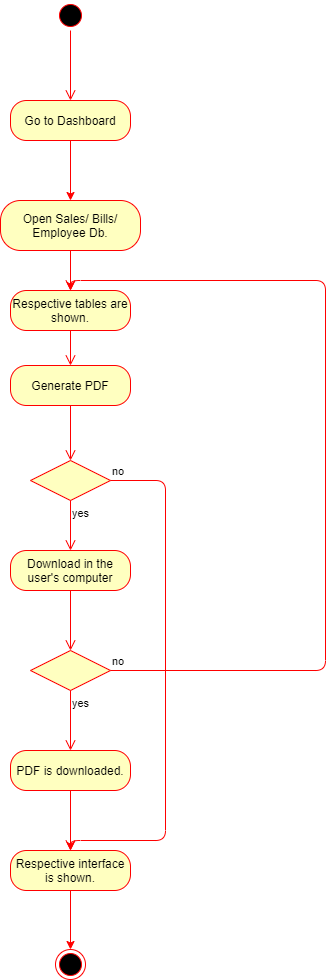 Go to Dashboard
Open Sales/ Bills/
Employee Db.
Respective tables are
shown.
Generate PDF
no
yes
Download in the
user's computer
no
yes
PDF is downloaded.
Respective interface
is shown.